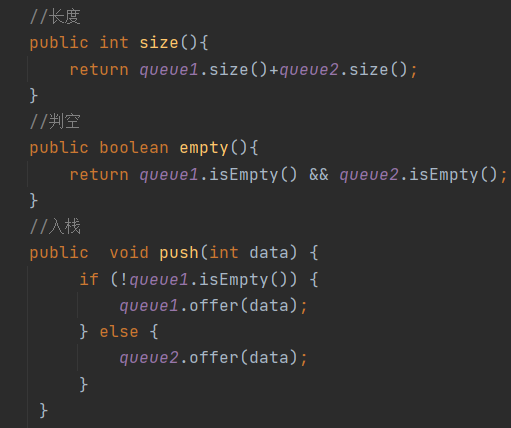 //长度
public int size(){
    return queue1.size()+queue2.size();
}
//判空
public boolean empty(){
    return queue1.isEmpty() && queue2.isEmpty();
}
//入栈
public  void push(int data) {
     if (!queue1.isEmpty()) {
         queue1.offer(data);
     } else {
         queue2.offer(data);
     }
 }